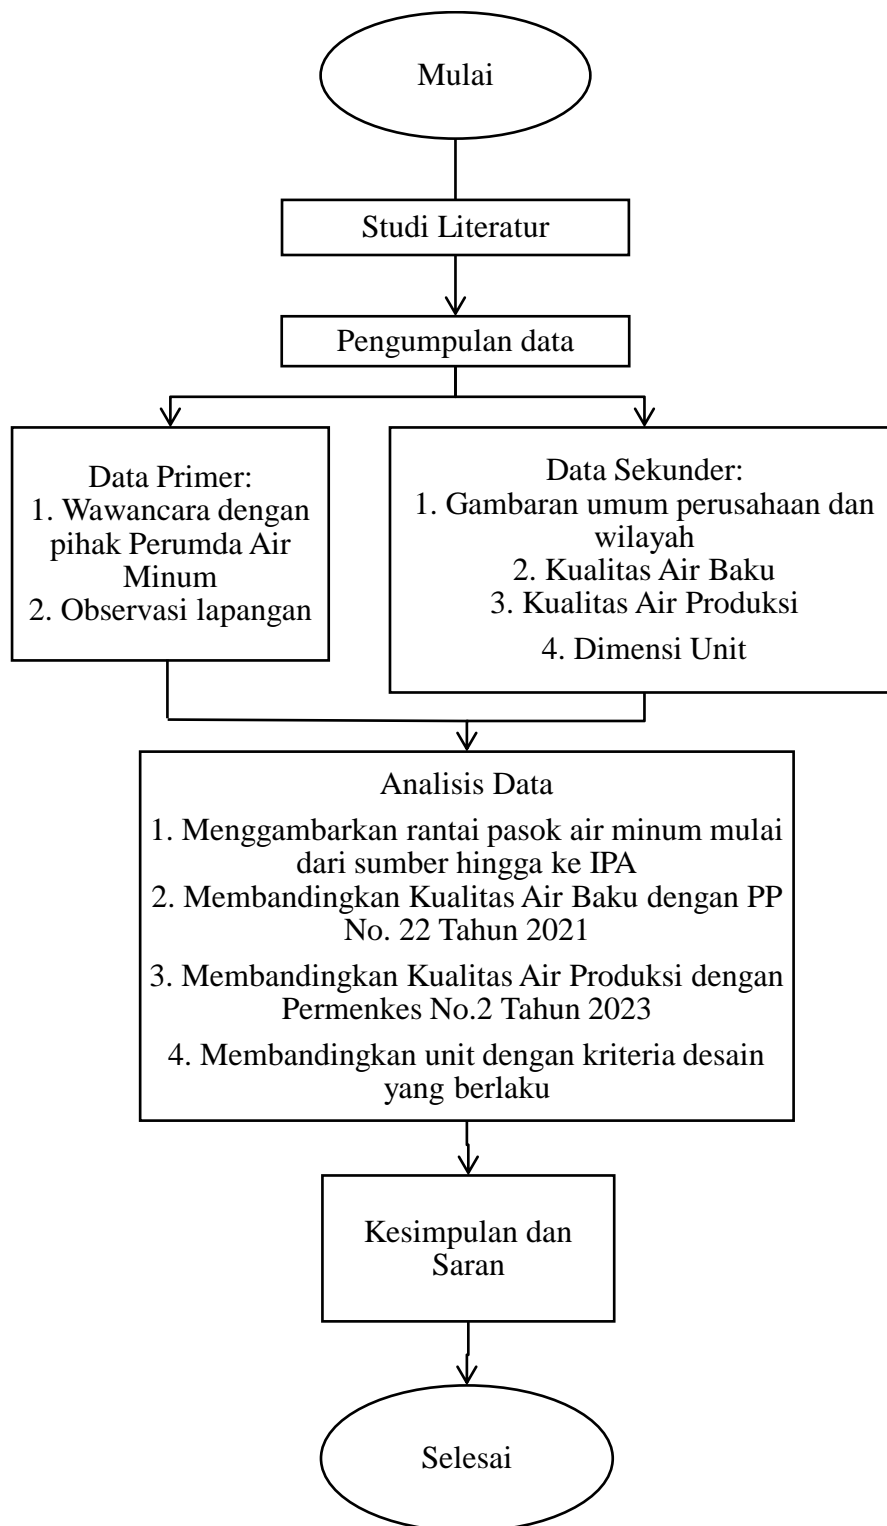 Mulai
Studi Literatur
Pengumpulan data
Data Primer:
1. Wawancara dengan
pihak Perumda Air
Minum
2. Observasi lapangan
Data Sekunder:
1. Gambaran umum perusahaan dan
wilayah
2. Kualitas Air Baku
3. Kualitas Air Produksi
4. Dimensi Unit
Analisis Data
1. Menggambarkan rantai pasok air minum mulai
dari sumber hingga ke IPA
2. Membandingkan Kualitas Air Baku dengan PP
No. 22 Tahun 2021
3. Membandingkan Kualitas Air Produksi dengan
Permenkes No.2 Tahun 2023
4. Membandingkan unit dengan kriteria desain
yang berlaku
Kesimpulan dan
Saran
Selesai